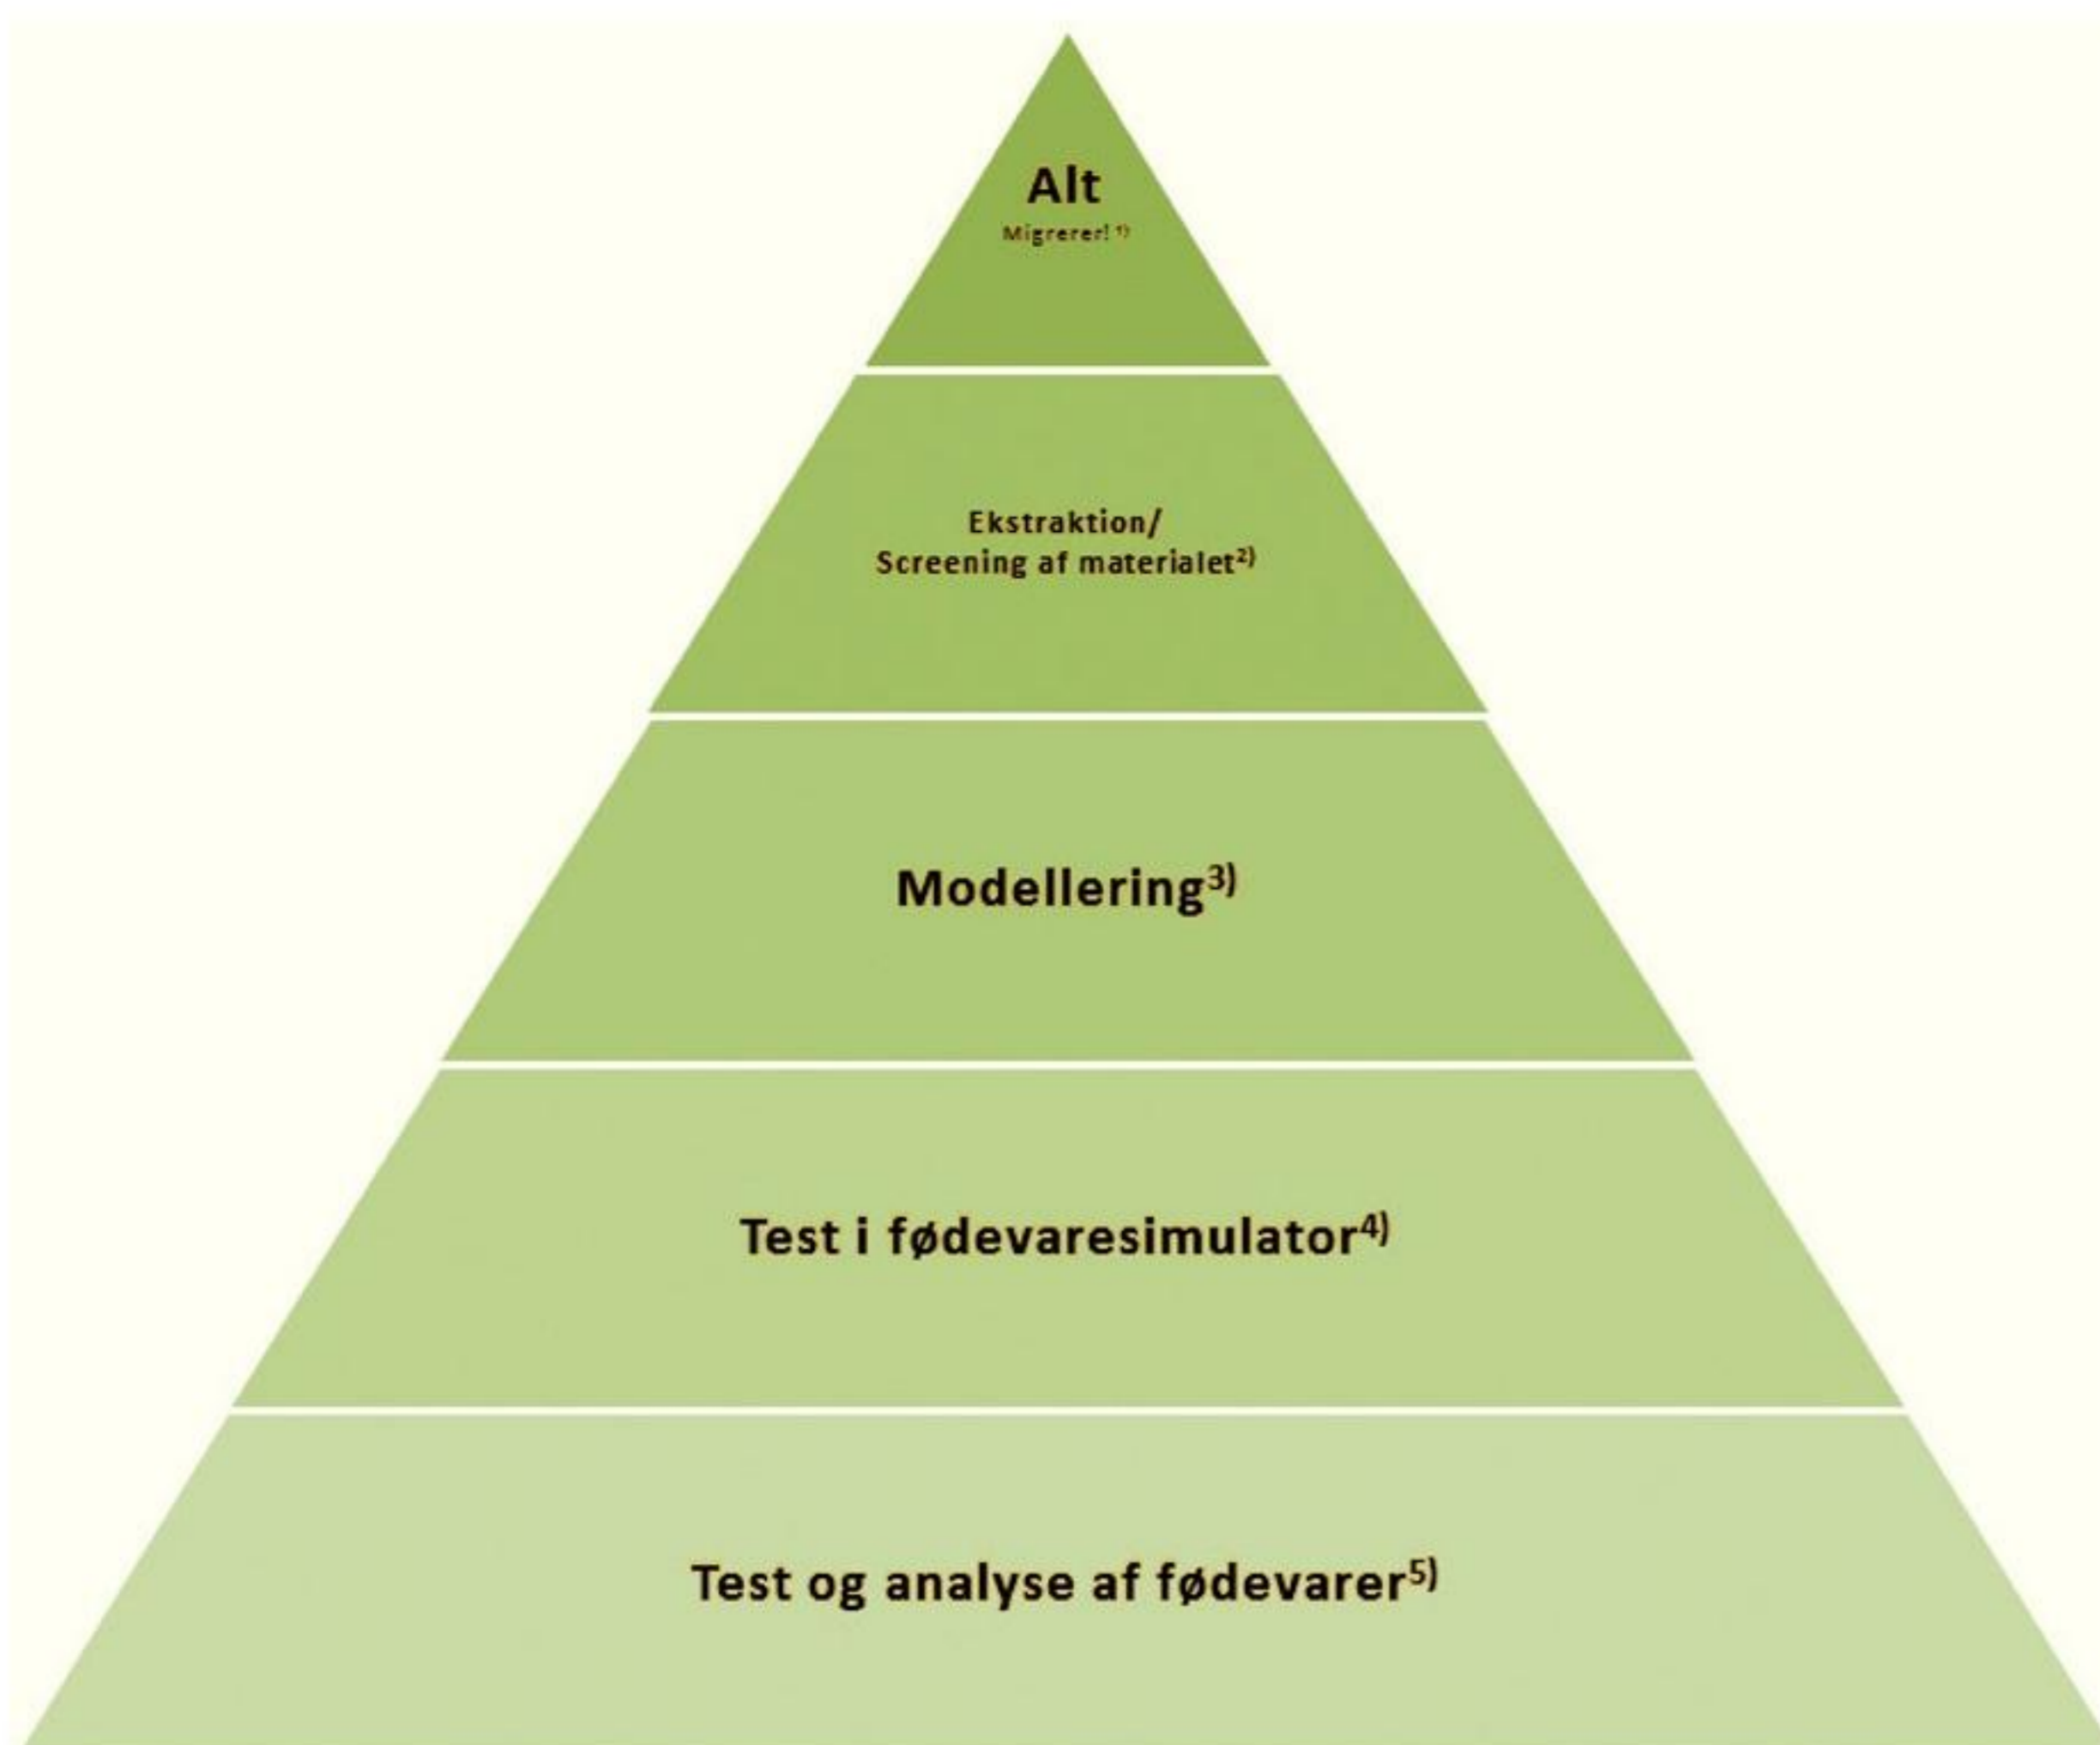 Alt
Migrerer! ¹⁾
Ekstraktion/
Screening af materialet²⁾
Modellering³⁾
Test i fødevaresimulator⁴⁾
Test og analyse af fødevarer⁵⁾